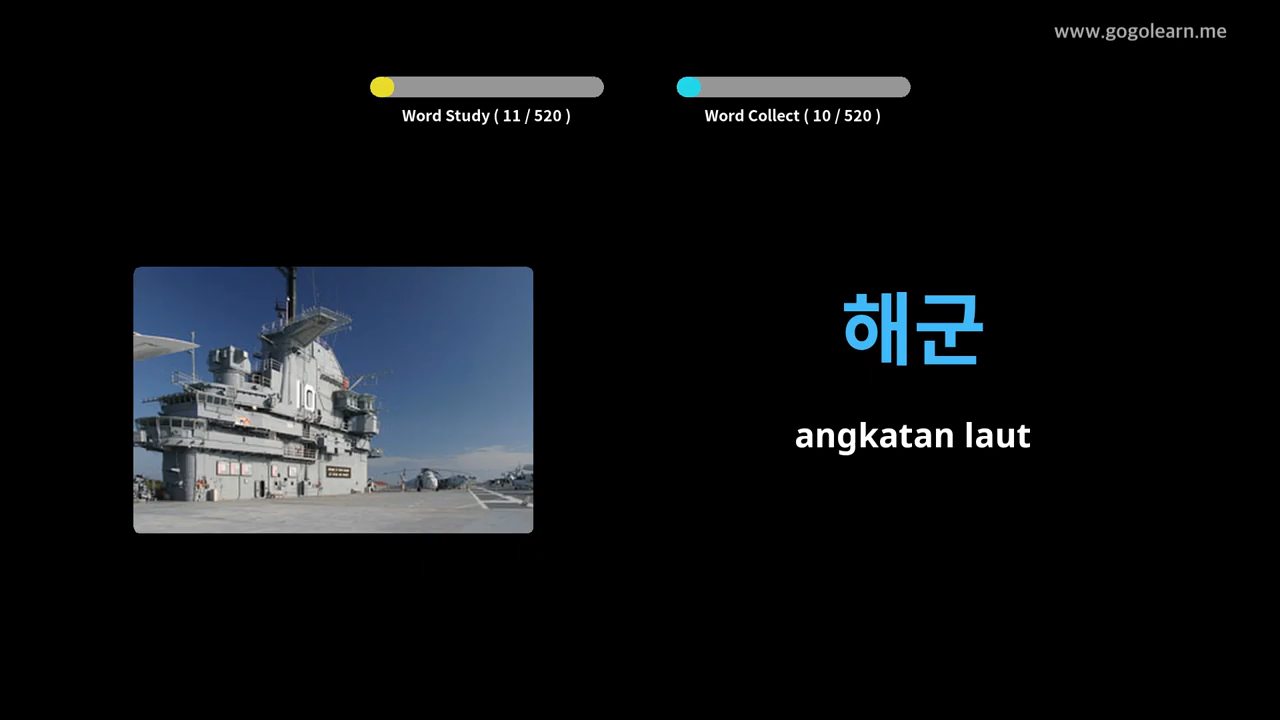 www.gogolearn.me
Word Study ( 11 / 520 )
Word Collect ( 10 / 520 )
10
해군
angkatan laut